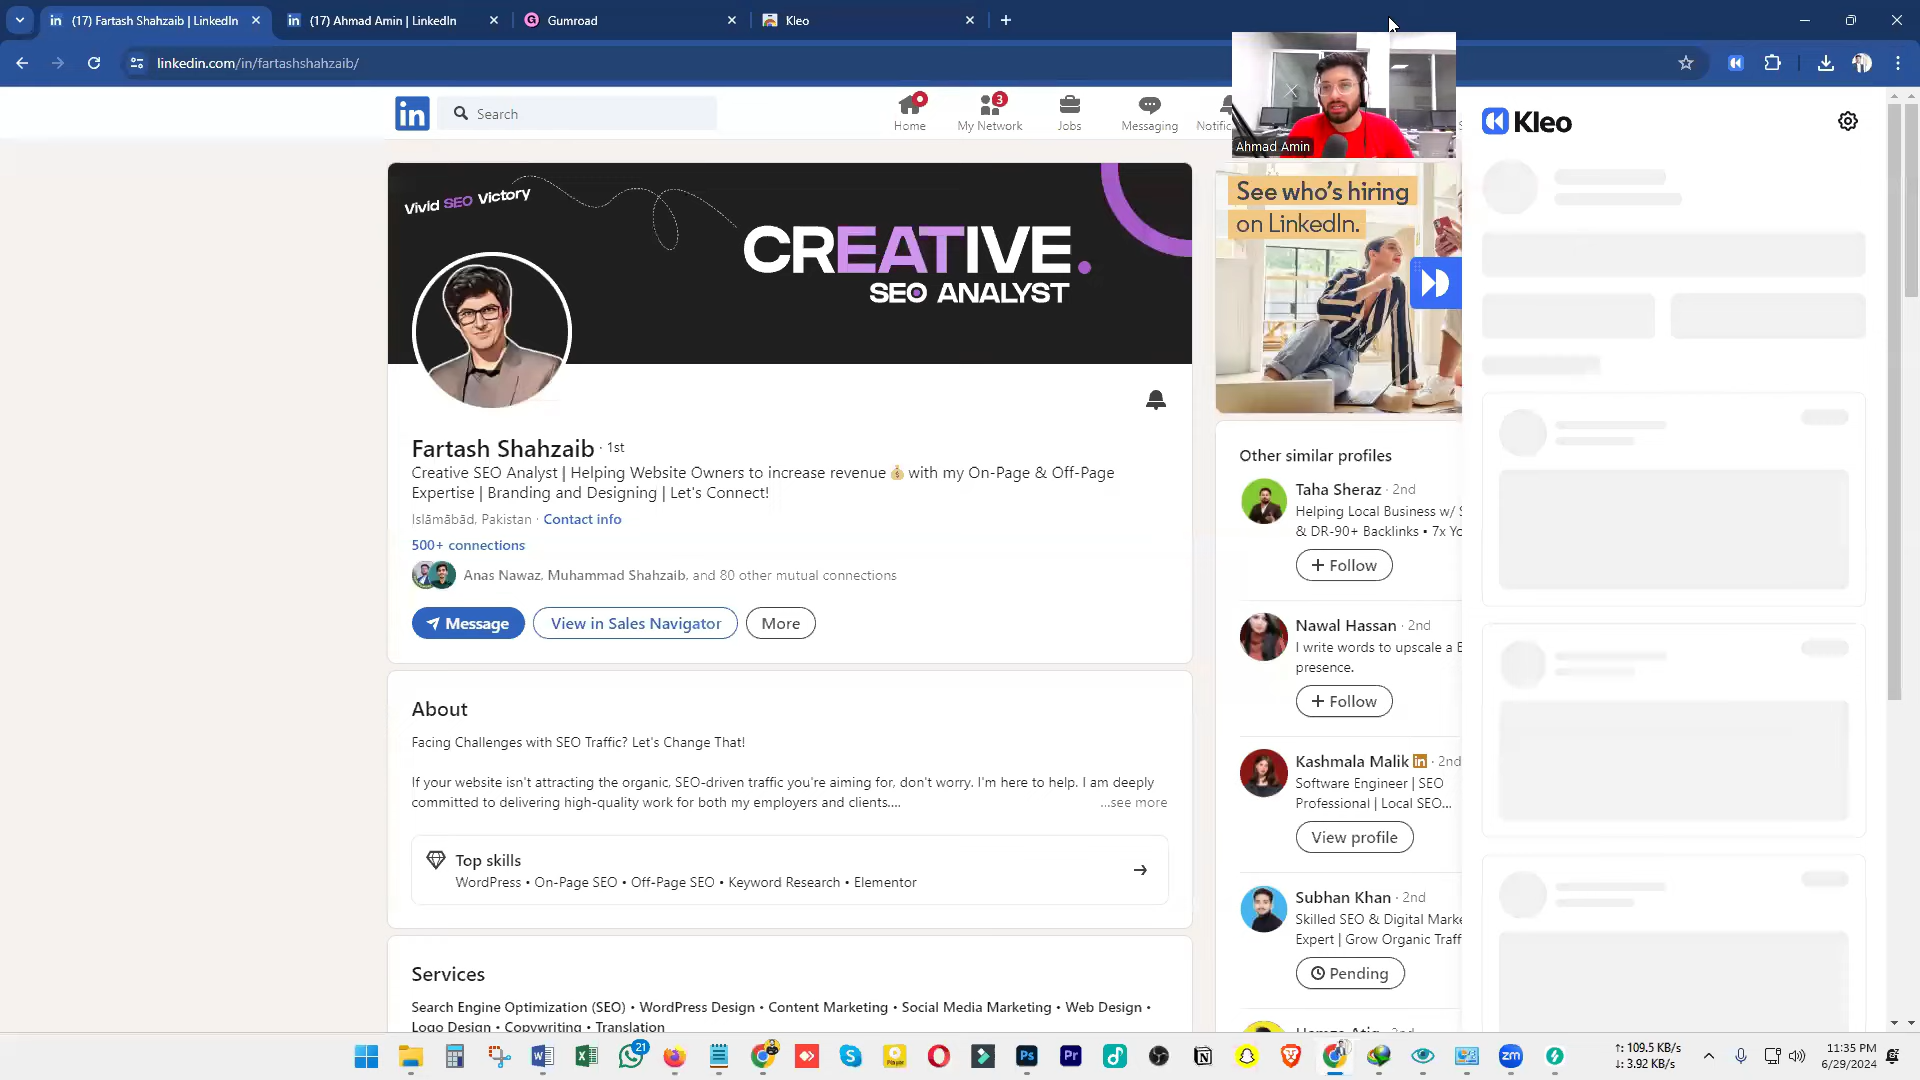 (17) Fartash Shahzaib | LinkedIn
(17) Ahmad Amin | LinkedIn
Gumroad
Kleo
linkedin.com/in/fartashshahzaib/
Search
Home
3
My Network
Jobs
Messaging
Ahmad Amin
Kleo
Vivid SEO Victory
CREATIVE.
SEO ANALYST
See who's hiring
on LinkedIn.
Fartash Shahzaib · 1st
Creative SEO Analyst | Helping Website Owners to increase revenue 💰 with my On-Page & Off-Page
Expertise | Branding and Designing | Let's Connect!
Islāmābād, Pakistan · Contact info
500+ connections
Anas Nawaz, Muhammad Shahzaib, and 80 other mutual connections
Message
View in Sales Navigator
More
About
Facing Challenges with SEO Traffic? Let's Change That!
If your website isn't attracting the organic, SEO-driven traffic you're aiming for, don't worry. I'm here to help. I am deeply
committed to delivering high-quality work for both my employers and clients....
...see more
Top skills
WordPress • On-Page SEO • Off-Page SEO • Keyword Research • Elementor
Services
Search Engine Optimization (SEO) • WordPress Design • Content Marketing • Social Media Marketing • Web Design •
Logo Design • Copywriting • Translation
Other similar profiles
Taha Sheraz · 2nd
Helping Local Business w/
& DR-90+ Backlinks • 7x
+ Follow
Nawal Hassan · 2nd
I write words to upscale a
presence.
+ Follow
Kashmala Malik · 2nd
Software Engineer | SEO
Professional | Local SEO...
View profile
Subhan Khan · 2nd
Skilled SEO & Digital
Expert | Grow Organic
Pending
21
↑: 109.5 KB/s
↓: 3.92 KB/s
11:35 PM
6/29/2024